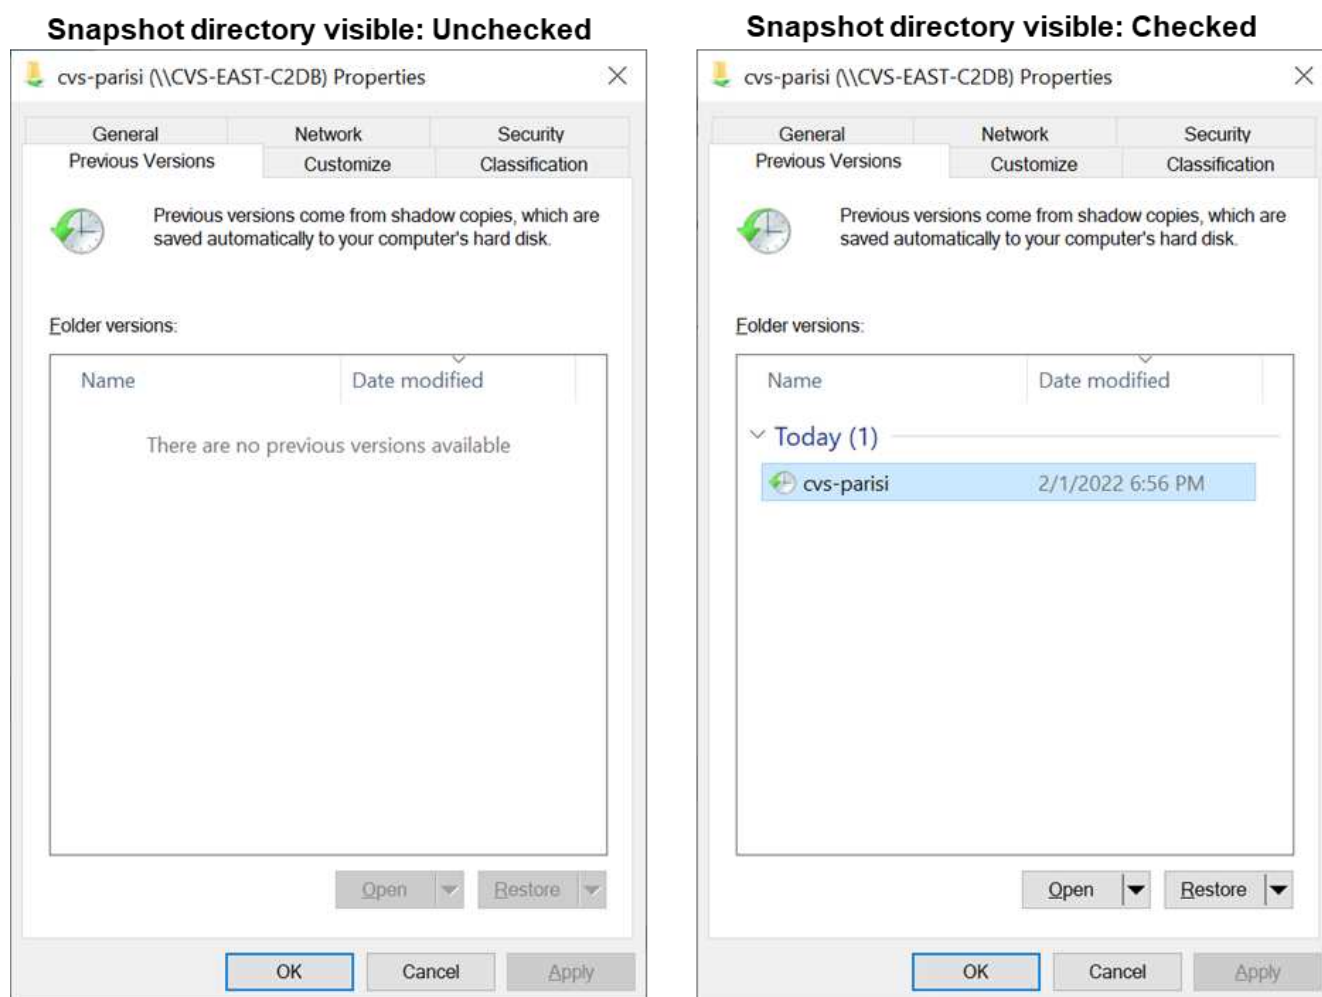 Snapshot directory visible: Unchecked
cvs-parisi (\\CVS-EAST-C2DB) Properties
General Network Security
Previous Versions Customize Classification
Previous versions come from shadow copies, which are
saved automatically to your computer's hard disk.
Folder versions:
Name Date modified
There are no previous versions available
Open Restore
OK Cancel Apply
Snapshot directory visible: Checked
cvs-parisi (\\CVS-EAST-C2DB) Properties
General Network Security
Previous Versions Customize Classification
Previous versions come from shadow copies, which are
saved automatically to your computer's hard disk.
Folder versions:
Name Date modified
Today (1)
cvs-parisi 2/1/2022 6:56 PM
Open Restore
OK Cancel Apply